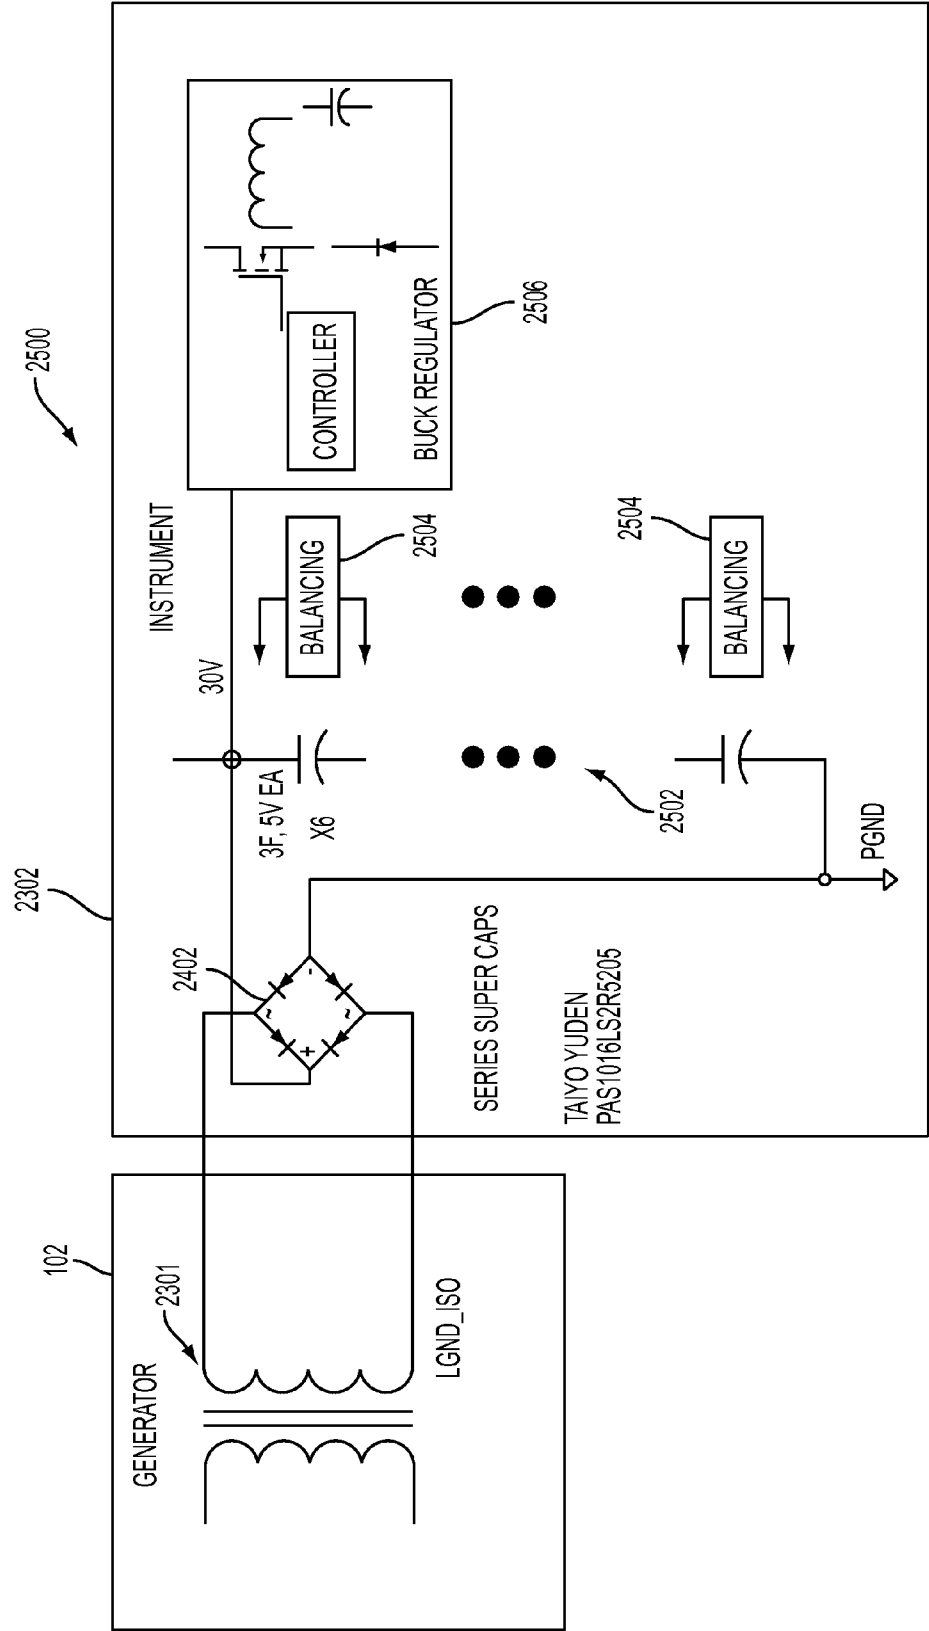 2500
GENERATOR
102
2301
LGND_ISO
2302
INSTRUMENT
2402
~
~
+
-
30V
3F, 5V EA
X6
SERIES SUPER CAPS
TAIYO YUDEN
PAS1016LS2R5205
2502
PGND
BALANCING
2504
BALANCING
2504
CONTROLLER
BUCK REGULATOR
2506